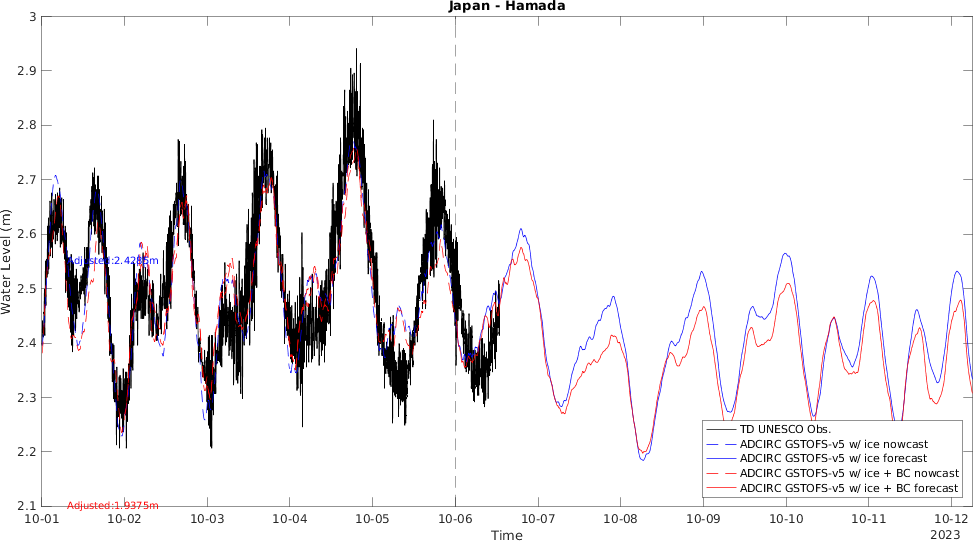 Japan - Hamada
3
2.9
2.8
2.7
2.6
2.5
2.4
2.3
2.2
2.1
Water Level (m)
Adjusted:2.4285m
Adjusted:1.9375m
TD UNESCO Obs.
ADCIRC GSTOFS-v5 w/ ice nowcast
ADCIRC GSTOFS-v5 w/ ice forecast
ADCIRC GSTOFS-v5 w/ ice + BC nowcast
ADCIRC GSTOFS-v5 w/ ice + BC forecast
10-01 10-02 10-03 10-04 10-05 10-06 10-07 10-08 10-09 10-10 10-11 10-12
Time
2023